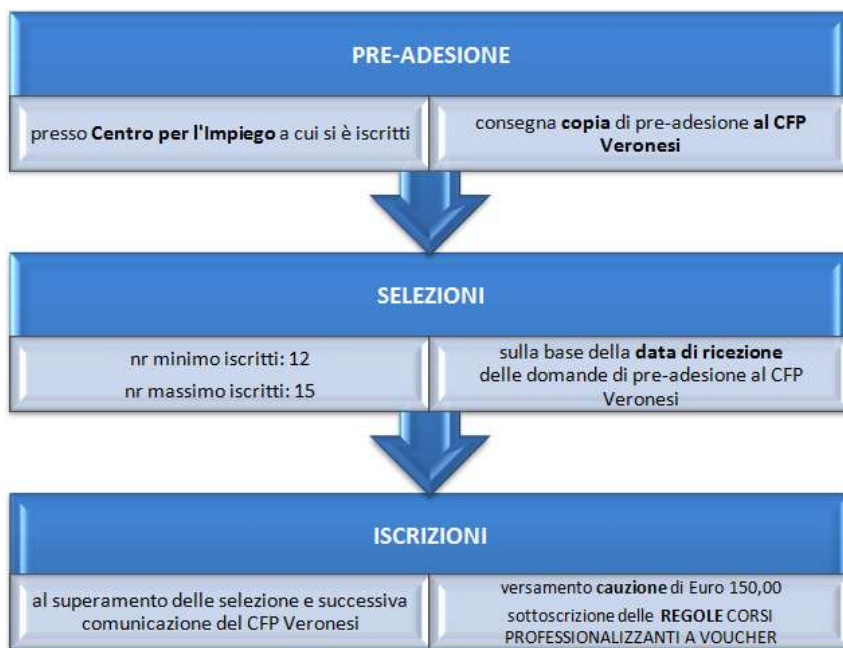 PRE-ADESIONE
presso Centro per l'Impiego a cui si è iscritti
consegna copia di pre-adesione al CFP
Veronesi
SELEZIONI
nr minimo iscritti: 12
nr massimo iscritti: 15
sulla base della data di ricezione
delle domande di pre-adesione al CFP
Veronesi
ISCRIZIONI
al superamento delle selezione e successiva
comunicazione del CFP Veronesi
versamento cauzione di Euro 150,00
sottoscrizione delle REGOLE CORSI
PROFESSIONALIZZANTI A VOUCHER